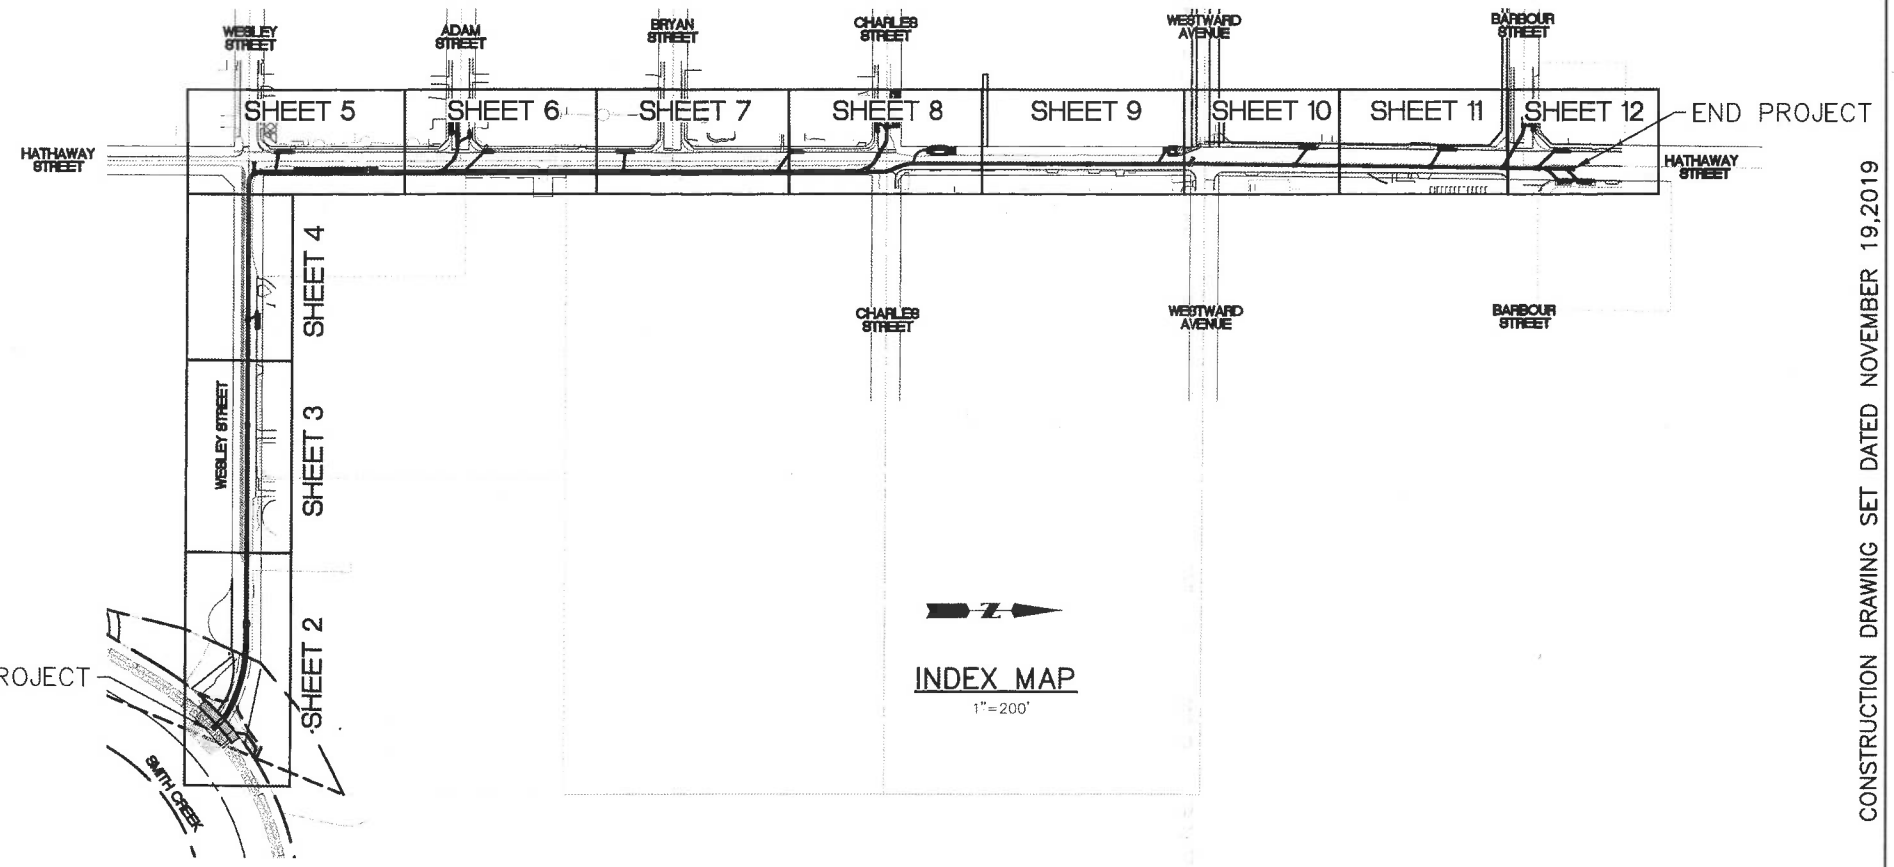 WESLEY
STREET
ADAM
STREET
BRYAN
STREET
CHARLES
STREET
WESTWARD
AVENUE
BARBOUR
STREET
SHEET 5
SHEET 6
SHEET 7
SHEET 8
SHEET 9
SHEET 10
SHEET 11
SHEET 12
END PROJECT
HATHAWAY
STREET
HATHAWAY
STREET
SHEET 4
CHARLES
STREET
WESTWARD
AVENUE
BARBOUR
STREET
WESLEY STREET
SHEET 3
SHEET 2
ROJECT
SMITH CREEK
Z
INDEX MAP
1"=200'
CONSTRUCTION DRAWING SET DATED NOVEMBER 19,2019